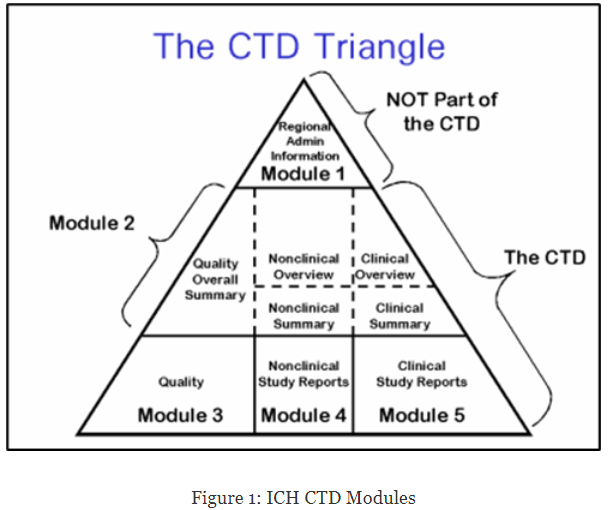 The CTD Triangle
NOT Part of
the CTD
Regional
Admin
Information
Module 1
Module 2
The CTD
Quality
Overall
Summary
Nonclinical
Overview
Clinical
Overview
Nonclinical
Summary
Clinical
Summary
Quality
Module 3
Nonclinical
Study Reports
Module 4
Clinical
Study Reports
Module 5
Figure 1: ICH CTD Modules